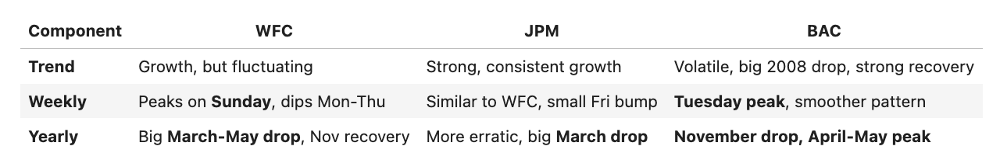 Component WFC JPM BAC
Trend Growth, but fluctuating Strong, consistent growth Volatile, big 2008 drop, strong recovery
Weekly Peaks on Sunday, dips Mon-Thu Similar to WFC, small Fri bump Tuesday peak, smoother pattern
Yearly Big March-May drop, Nov recovery More erratic, big March drop November drop, April-May peak